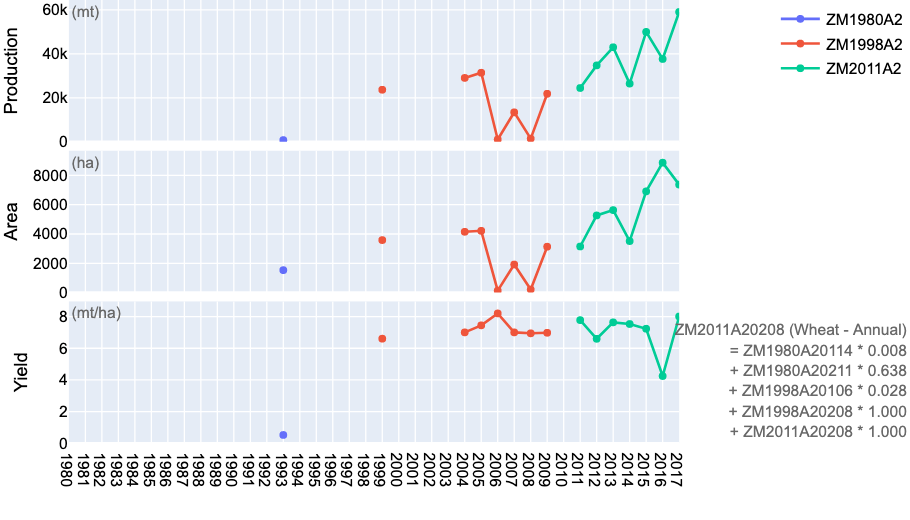 60k (mt)
40k
20k
0
Production
ZM1980A2
ZM1998A2
ZM2011A2
(ha)
8000
6000
4000
2000
0
Area
(mt/ha)
8
6
4
2
0
Yield
ZM2011A20208 (Wheat - Annual)
= ZM1980A20114 * 0.008
+ ZM1980A20211 * 0.638
+ ZM1998A20106 * 0.028
+ ZM1998A20208 * 1.000
+ ZM2011A20208 * 1.000
1980 1981 1982 1983 1984 1985 1986 1987 1988 1989 1990 1991 1992 1993 1994 1995 1996 1997 1998 1999 2000 2001 2002 2003 2004 2005 2006 2007 2008 2009 2010 2011 2012 2013 2014 2015 2016 2017